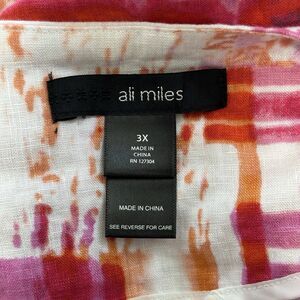 ali miles
3X
MADE IN
CHINA
RN 127304
MADE IN CHINA
SEE REVERSE FOR CARE